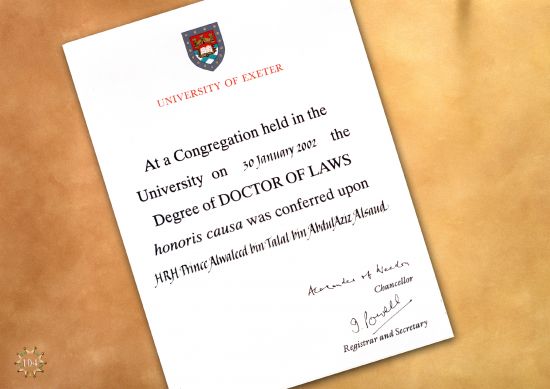 UNIVERSITY OF EXETER
At a Congregation held in the
University on 30 January 2002 the
Degree of DOCTOR OF LAWS
honoris causa was conferred upon
HRH Prince Alwaleed bin Talal bin AbdulAziz Alsaud
Alexander of Weedon
Chancellor
J Powell
Registrar and Secretary
104